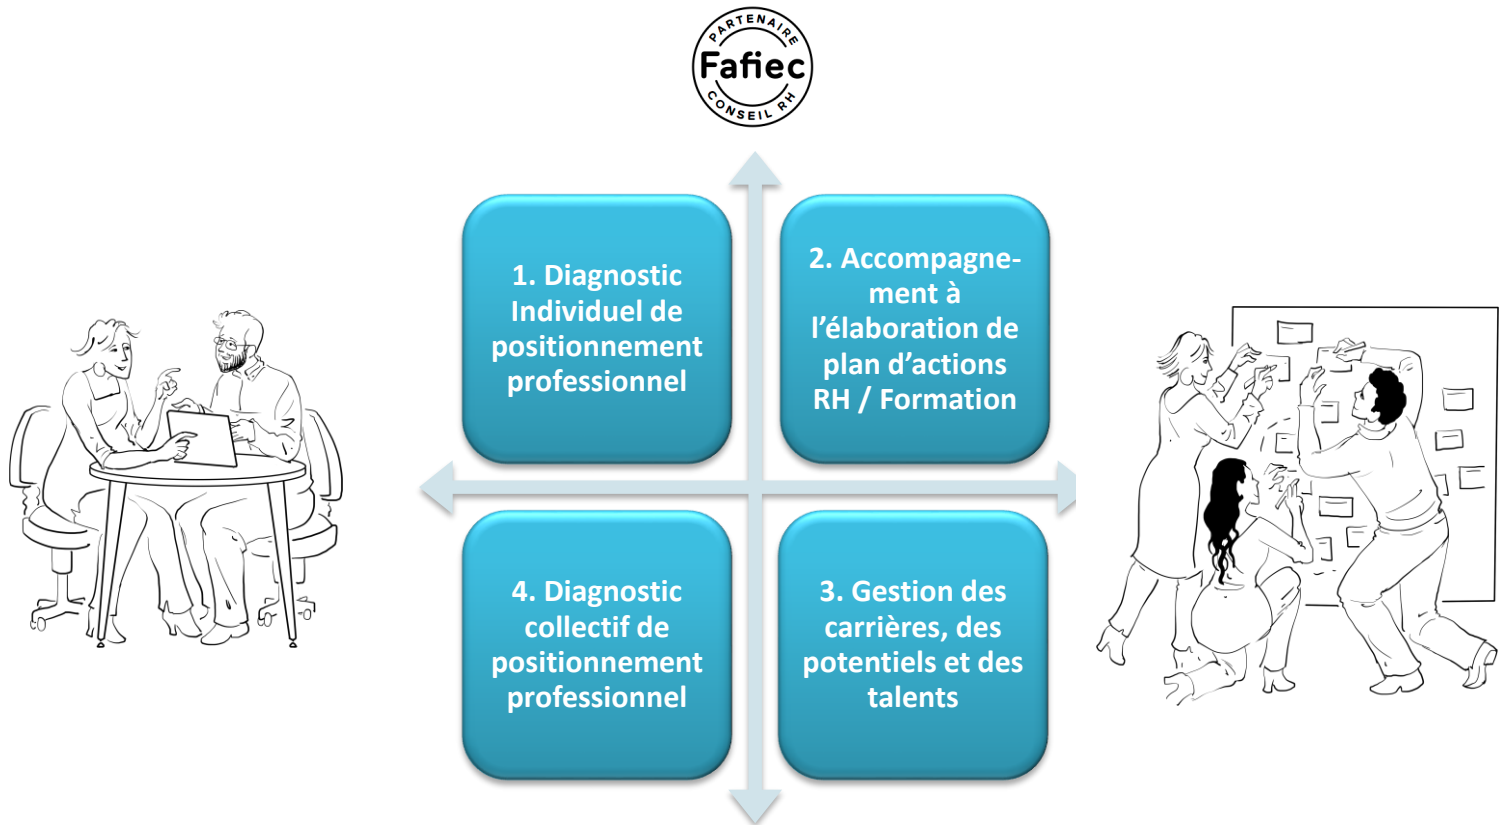 PARTENAIRE
Fafiec
CONSEIL RH
1. Diagnostic
Individuel de
positionnement
professionnel
2. Accompagne-
ment à
l’élaboration de
plan d’actions
RH / Formation
4. Diagnostic
collectif de
positionnement
professionnel
3. Gestion des
carrières, des
potentiels et des
talents